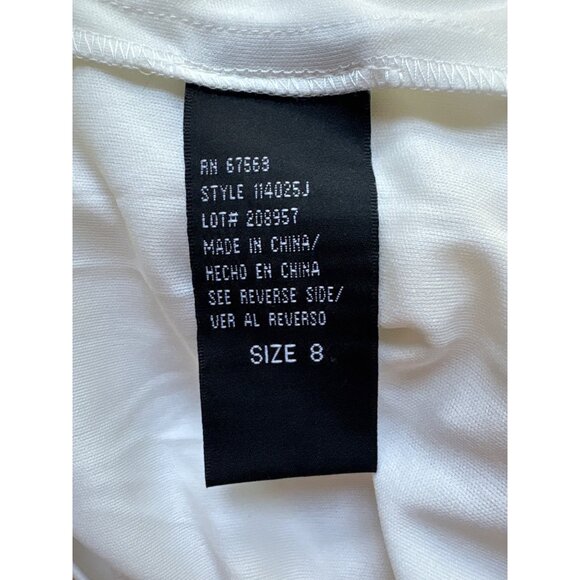 RN 67563
STYLE 114025J
LOT# 208957
MADE IN CHINA/
HECHO EN CHINA
SEE REVERSE SIDE/
VER AL REVERSO
SIZE 8